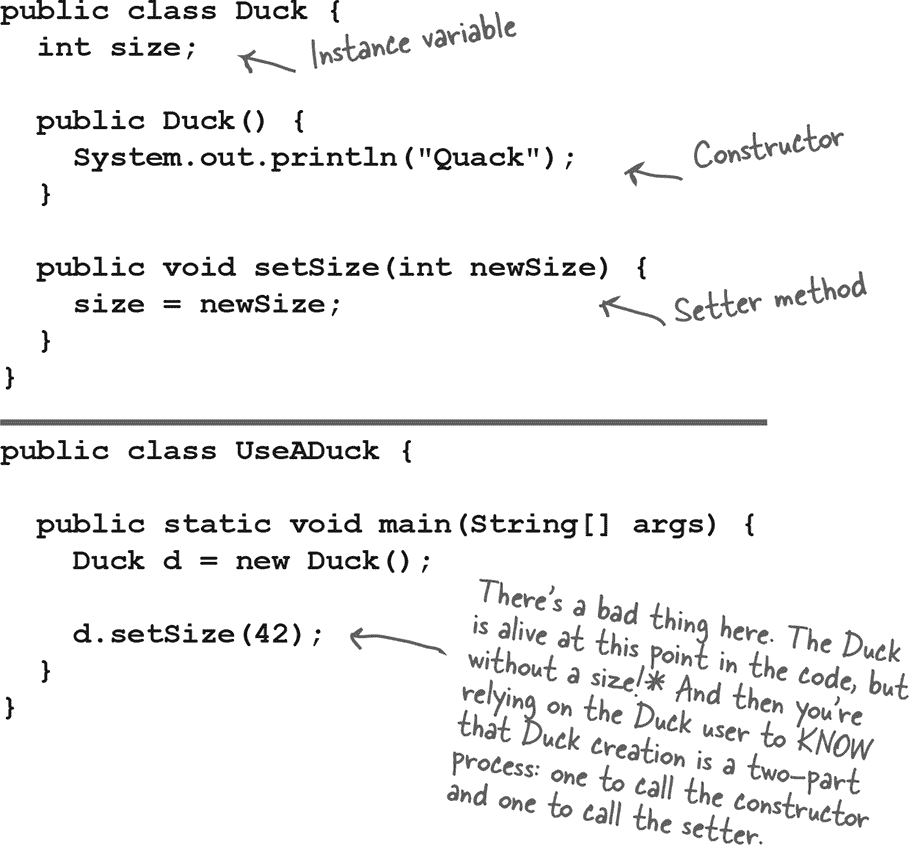 public class Duck {
int size;
Instance variable
public Duck() {
System.out.println("Quack");
Constructor
}
public void setSize(int newSize) {
size = newSize;
Setter method
}
}
public class UseADuck {
public static void main(String[] args) {
Duck d = new Duck();
d.setSize(42);
}
}
There's a bad thing here. The Duck
is alive at this point in the code, but
without a size!* And then you're
relying on the Duck user to KNOW
that Duck creation is a two-part
process: one to call the constructor
and one to call the setter.